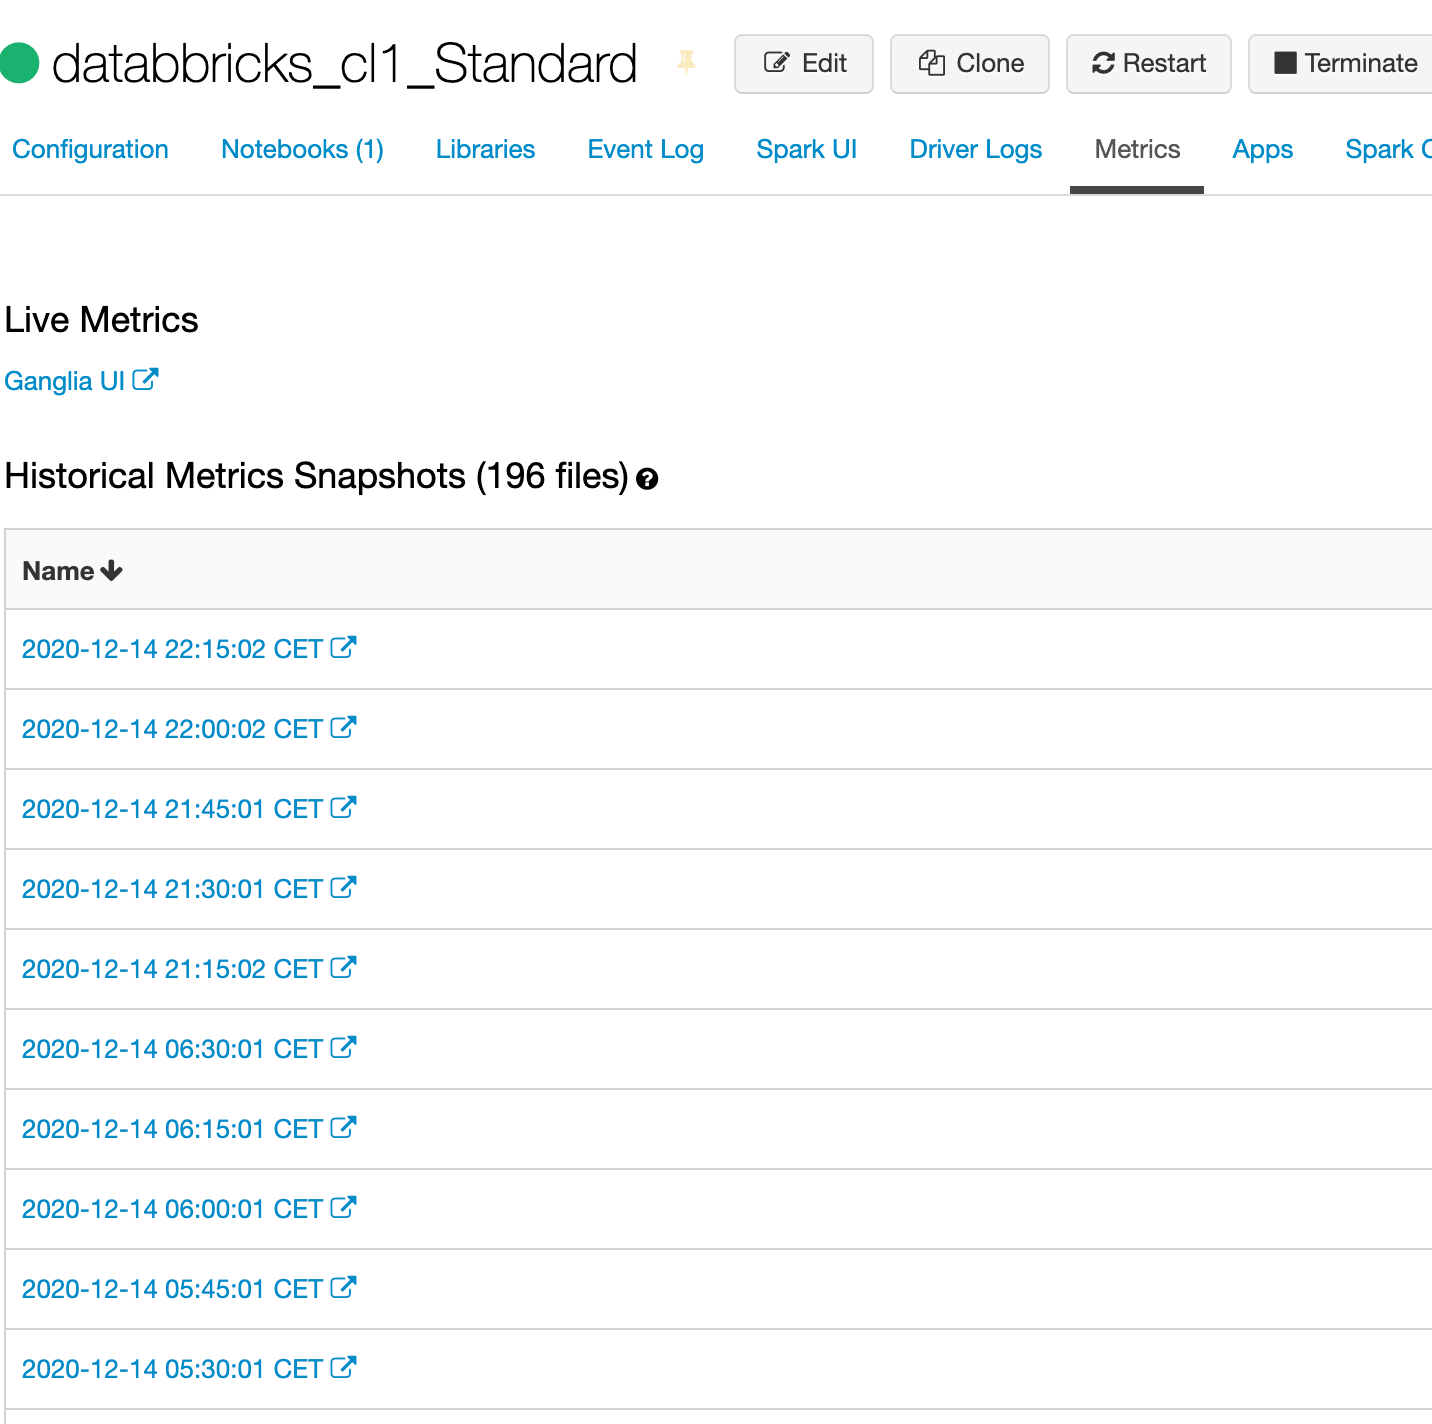 databbricks_cl1_Standard Edit Clone Restart Terminate
Configuration Notebooks (1) Libraries Event Log Spark UI Driver Logs Metrics Apps Spark
Live Metrics
Ganglia UI
Historical Metrics Snapshots (196 files) ?
Name
2020-12-14 22:15:02 CET
2020-12-14 22:00:02 CET
2020-12-14 21:45:01 CET
2020-12-14 21:30:01 CET
2020-12-14 21:15:02 CET
2020-12-14 06:30:01 CET
2020-12-14 06:15:01 CET
2020-12-14 06:00:01 CET
2020-12-14 05:45:01 CET
2020-12-14 05:30:01 CET